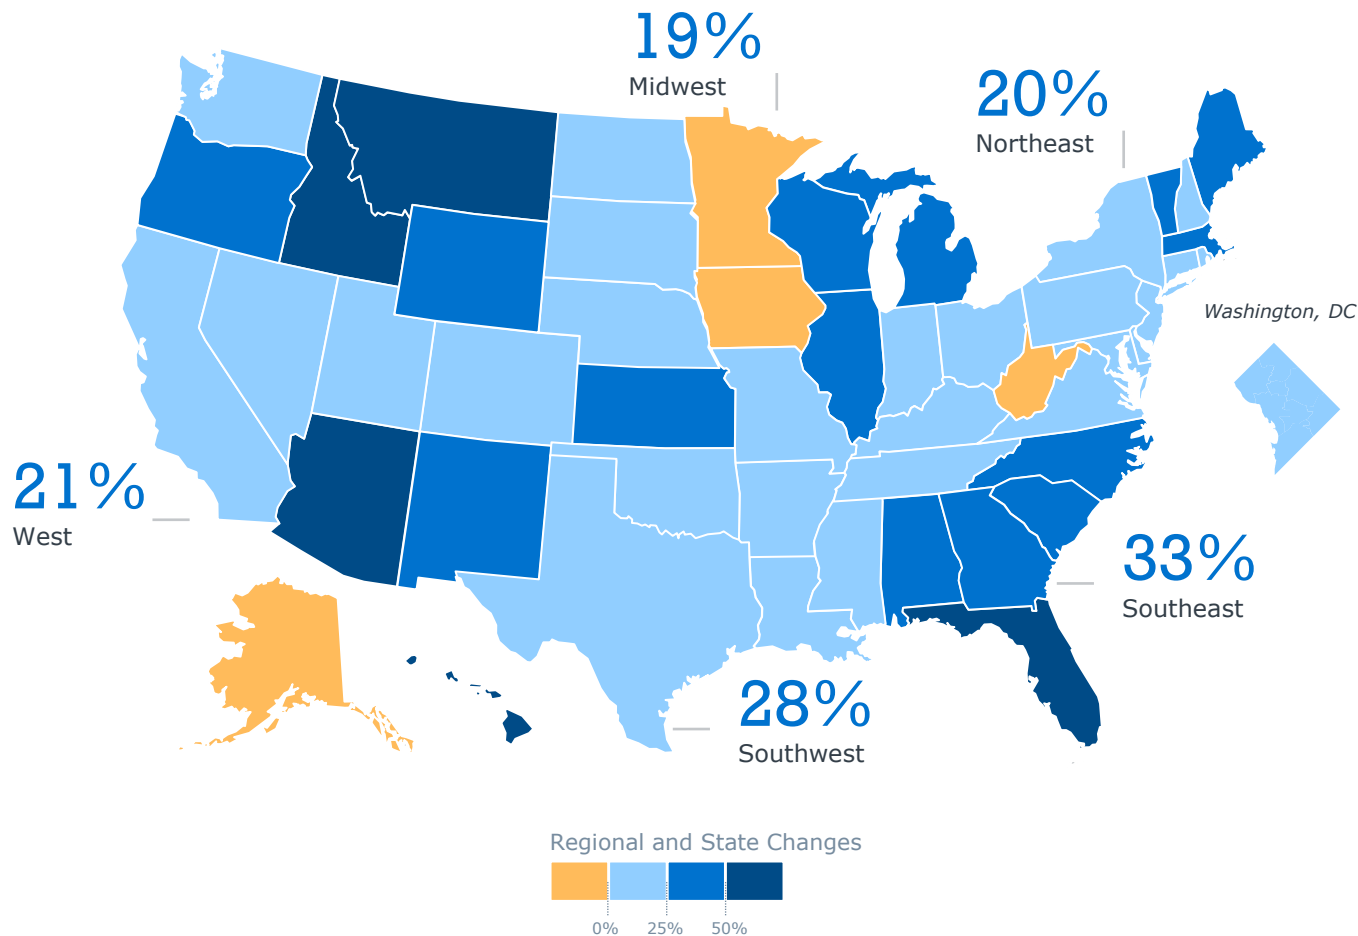 19%
Midwest
20%
Northeast
Washington, DC
21%
West
33%
Southeast
28%
Southwest
Regional and State Changes
0% 25% 50%